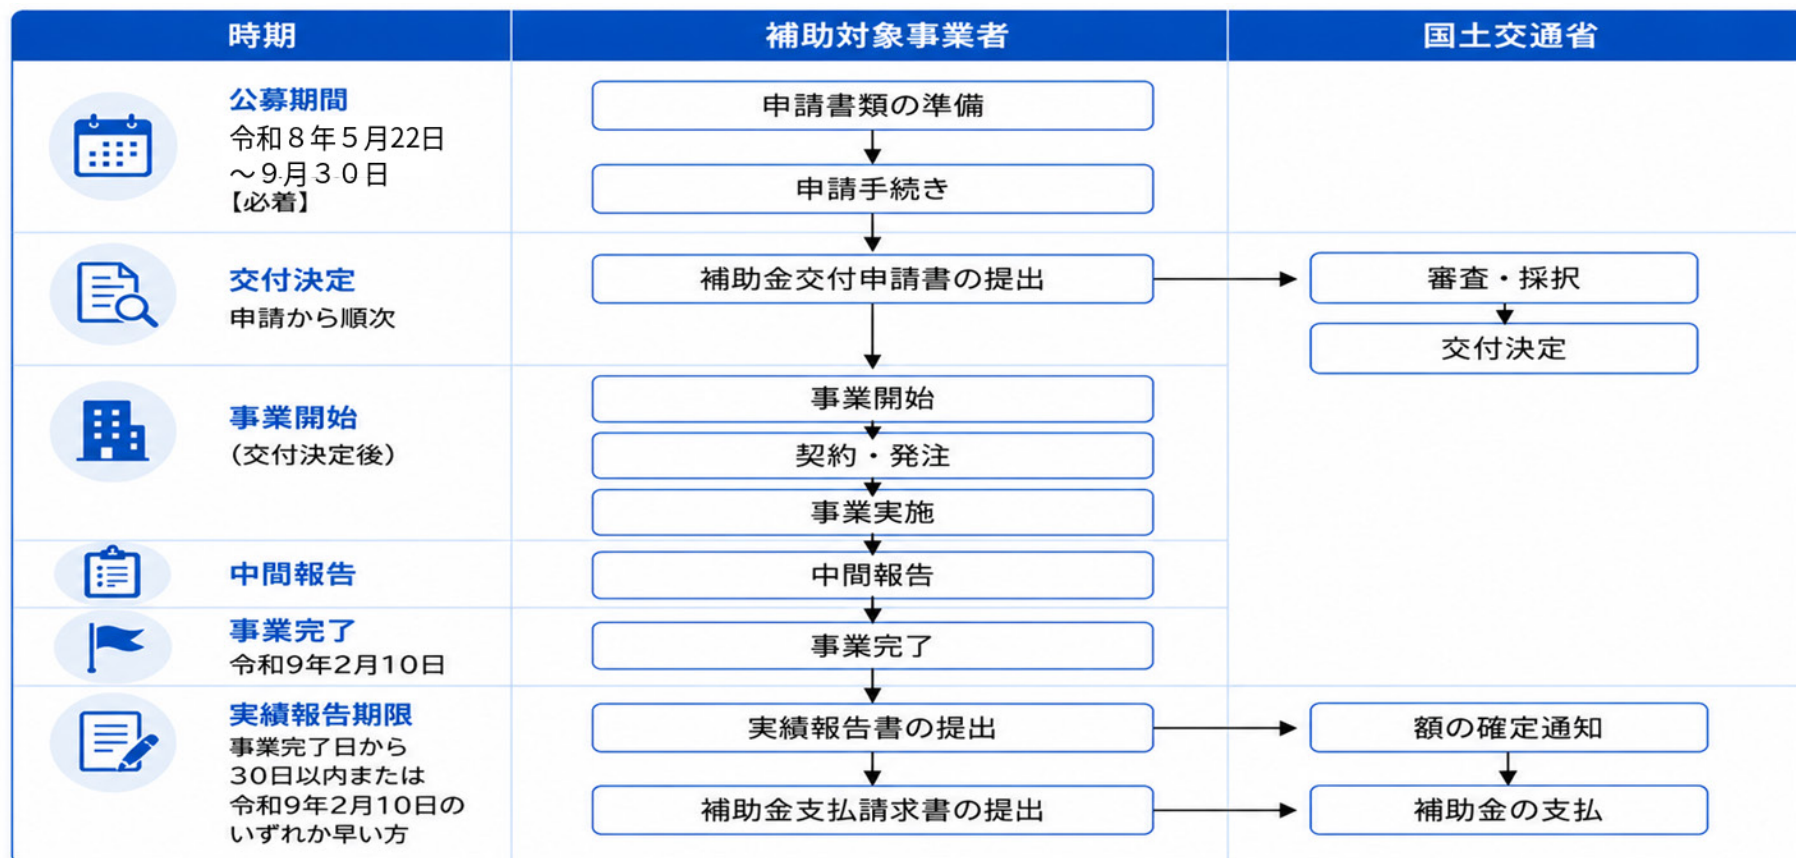 時期
補助対象事業者
国土交通省
公募期間
令和８年５月22日
～９月３０日
【必着】
申請書類の準備
申請手続き
交付決定
申請から順次
補助金交付申請書の提出
審査・採択
交付決定
事業開始
（交付決定後）
事業開始
契約・発注
事業実施
中間報告
中間報告
事業完了
令和9年2月10日
事業完了
実績報告期限
事業完了日から
30日以内または
令和9年2月10日の
いずれか早い方
実績報告書の提出
額の確定通知
補助金支払請求書の提出
補助金の支払